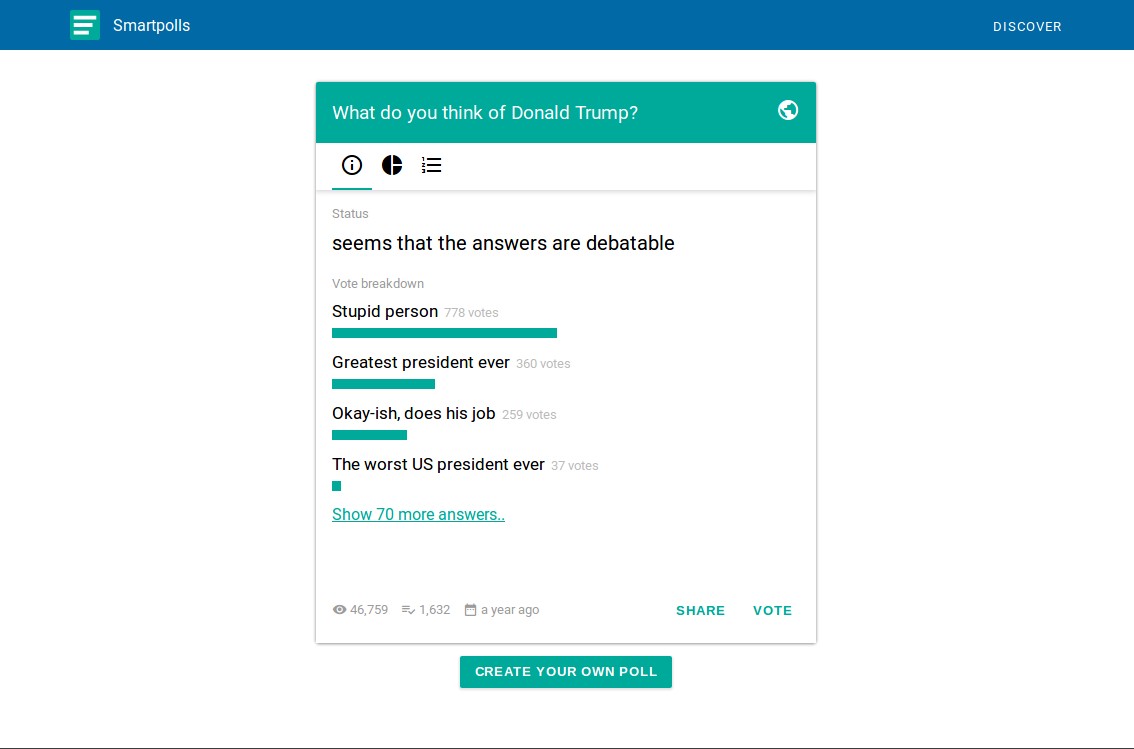 Smartpolls
DISCOVER
What do you think of Donald Trump?
Status
seems that the answers are debatable
Vote breakdown
Stupid person 778 votes
Greatest president ever 360 votes
Okay-ish, does his job 259 votes
The worst US president ever 37 votes
Show 70 more answers..
46,759 1,632 a year ago SHARE VOTE
CREATE YOUR OWN POLL